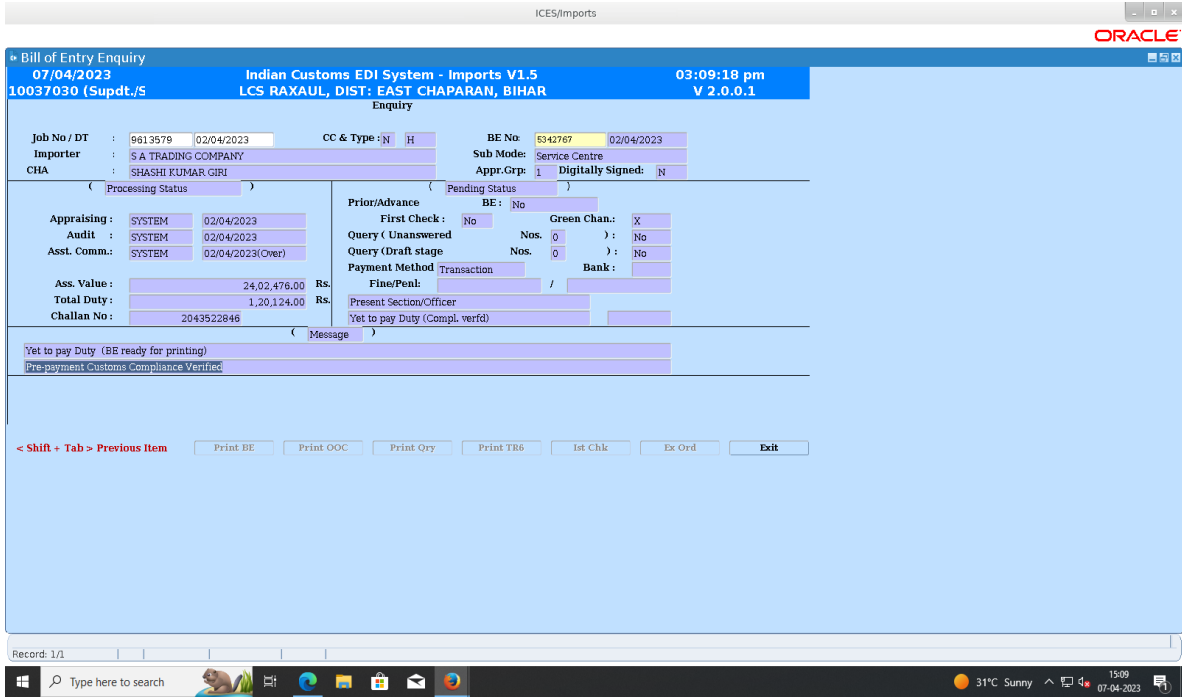 ICES/Imports
ORACLE
Bill of Entry Enquiry
07/04/2023 Indian Customs EDI System - Imports V1.5 03:09:18 pm
10037030 (Supdt./S LCS RAXAUL, DIST: EAST CHAPARAN, BIHAR V 2.0.0.1
Enquiry
Job No / DT : 9613579 02/04/2023 CC & Type : N H BE No: 5342767 02/04/2023
Importer : S A TRADING COMPANY Sub Mode: Service Centre
CHA : SHASHI KUMAR GIRI Appr.Grp: 1 Digitally Signed: N
( Processing Status ) ( Pending Status )
Prior/Advance BE : No
Appraising : SYSTEM 02/04/2023 First Check : No Green Chan.: X
Audit : SYSTEM 02/04/2023 Query ( Unanswered Nos. 0 ) : No
Asst. Comm.: SYSTEM 02/04/2023(Over) Query (Draft stage Nos. 0 ) : No
Payment Method Transaction Bank :
Ass. Value : 24,02,476.00 Rs. Fine/Penl: /
Total Duty : 1,20,124.00 Rs. Present Section/Officer
Challan No : 2043522846 Yet to pay Duty (Compl. verfd)
( Message )
Yet to pay Duty (BE ready for printing)
Pre-payment Customs Compliance Verified
< Shift + Tab > Previous Item Print BE Print OOC Print Qry Print TR6 Ist Chk Ex Ord Exit
Record: 1/1
Type here to search 31°C Sunny 15:09
07-04-2023